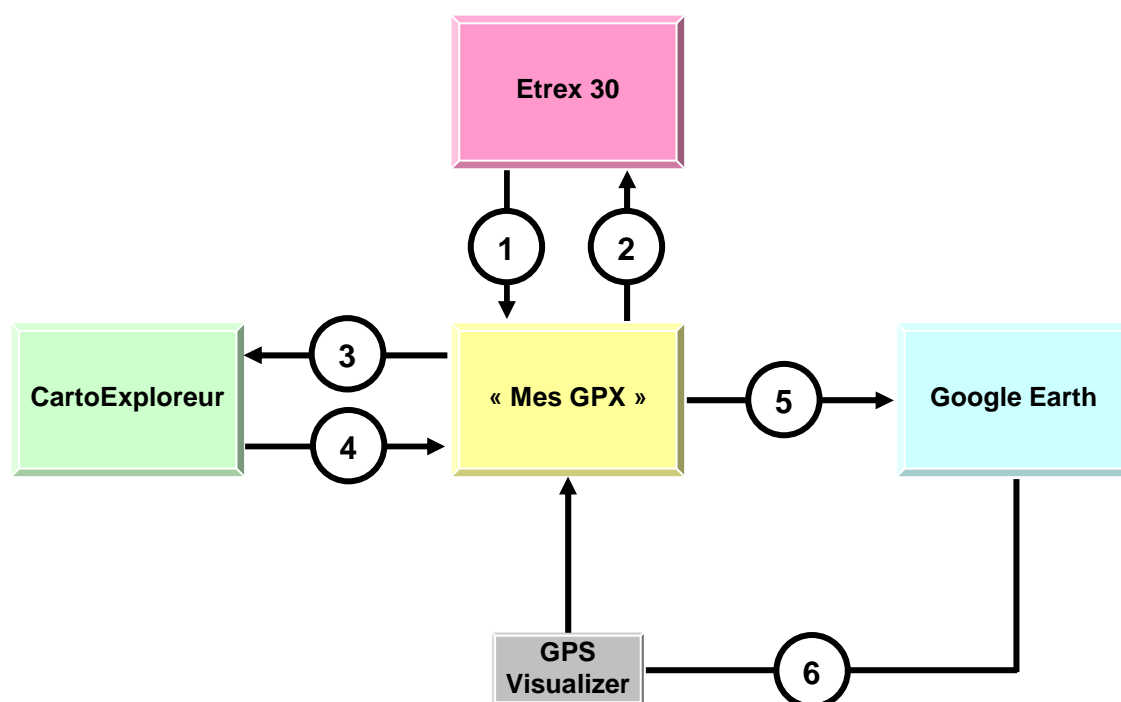 Etrex 30
1
2
3
CartoExploreur
« Mes GPX »
5
Google Earth
4
GPS
Visualizer
6